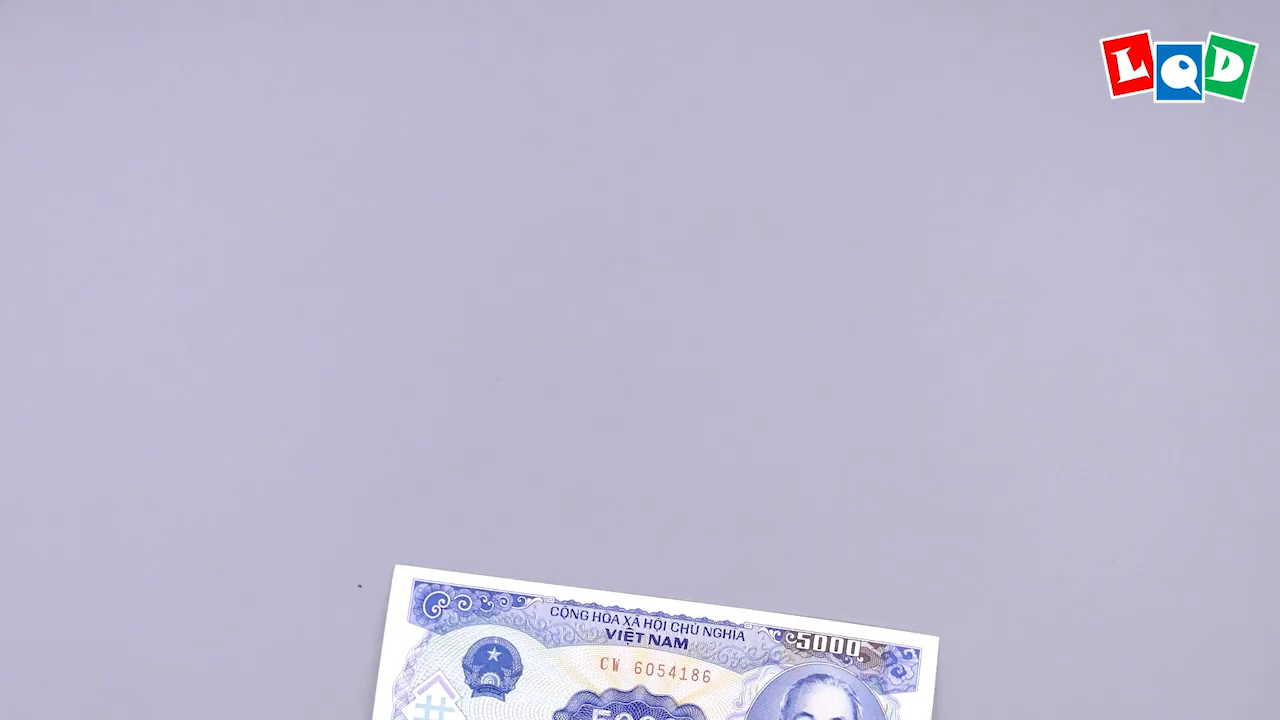 LQD
CỘNG HÒA XÃ HỘI CHỦ NGHĨA
VIỆT NAM
5000
CW 6054186